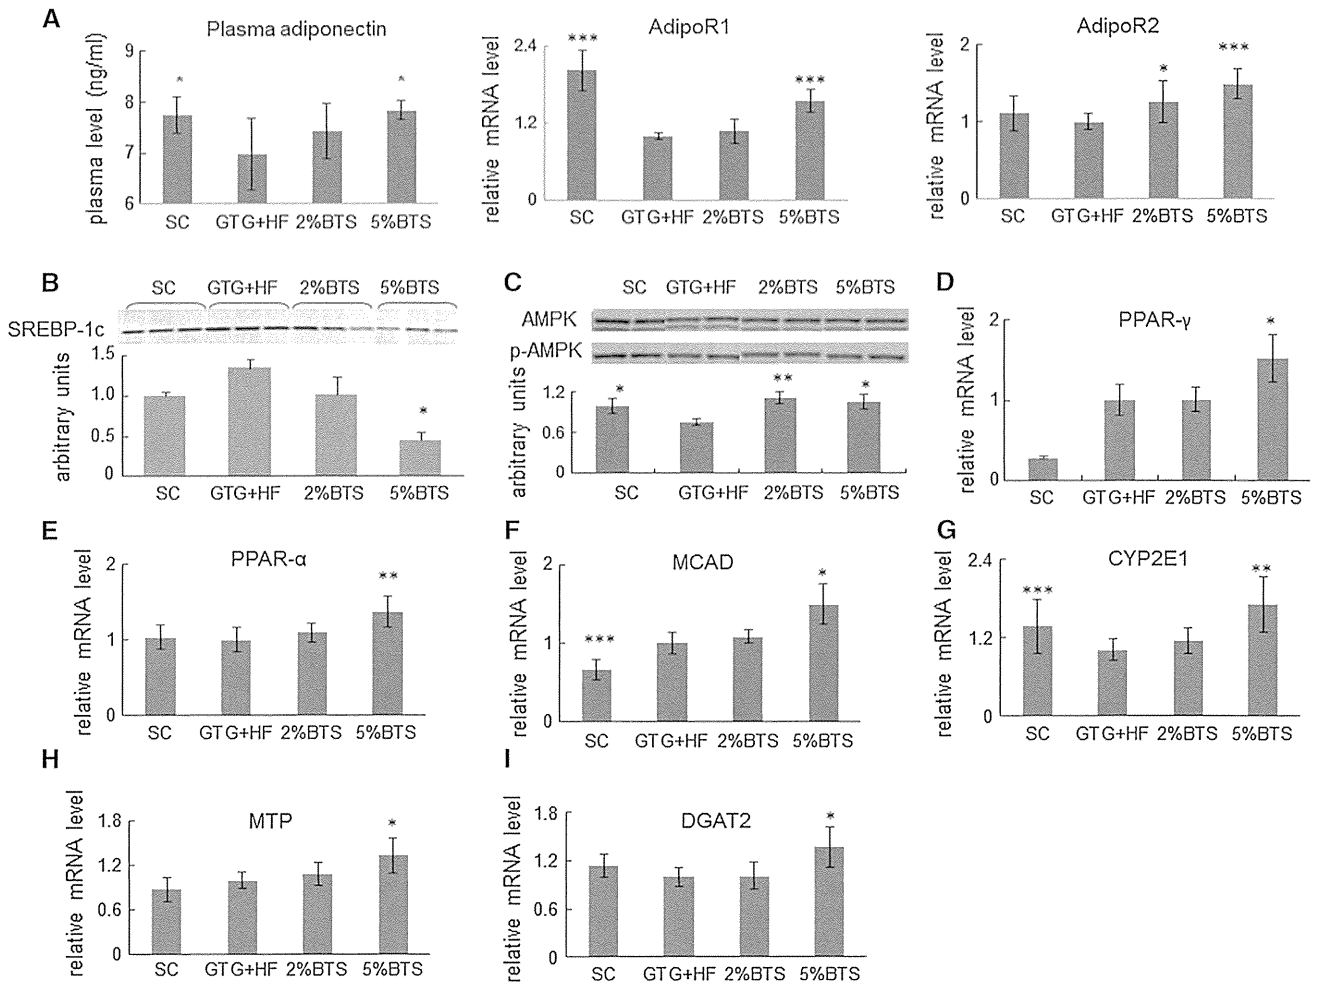 A
Plasma adiponectin
plasma level (ng/ml)
9
8
7
6
*
*
SC GTG+HF 2%BTS 5%BTS
AdipoR1
relative mRNA level
2.4
1.2
0
***
***
SC GTG+HF 2%BTS 5%BTS
AdipoR2
relative mRNA level
2
1
0
*
***
SC GTG+HF 2%BTS 5%BTS
B
SC GTG+HF 2%BTS 5%BTS
SREBP-1c
arbitrary units
1.5
1.0
0.5
0
*
SC GTG+HF 2%BTS 5%BTS
C
SC GTG+HF 2%BTS 5%BTS
AMPK
p-AMPK
arbitrary units
1.2
0.6
0
*
**
*
SC GTG+HF 2%BTS 5%BTS
D
PPAR-γ
relative mRNA level
2
1
0
*
SC GTG+HF 2%BTS 5%BTS
E
PPAR-α
relative mRNA level
2
1
0
**
SC GTG+HF 2%BTS 5%BTS
F
MCAD
relative mRNA level
2
1
0
***
*
SC GTG+HF 2%BTS 5%BTS
G
CYP2E1
relative mRNA level
2.4
1.2
0
***
**
SC GTG+HF 2%BTS 5%BTS
H
MTP
relative mRNA level
1.8
1.2
0.6
0
*
SC GTG+HF 2%BTS 5%BTS
I
DGAT2
relative mRNA level
1.8
1.2
0.6
0
*
SC GTG+HF 2%BTS 5%BTS